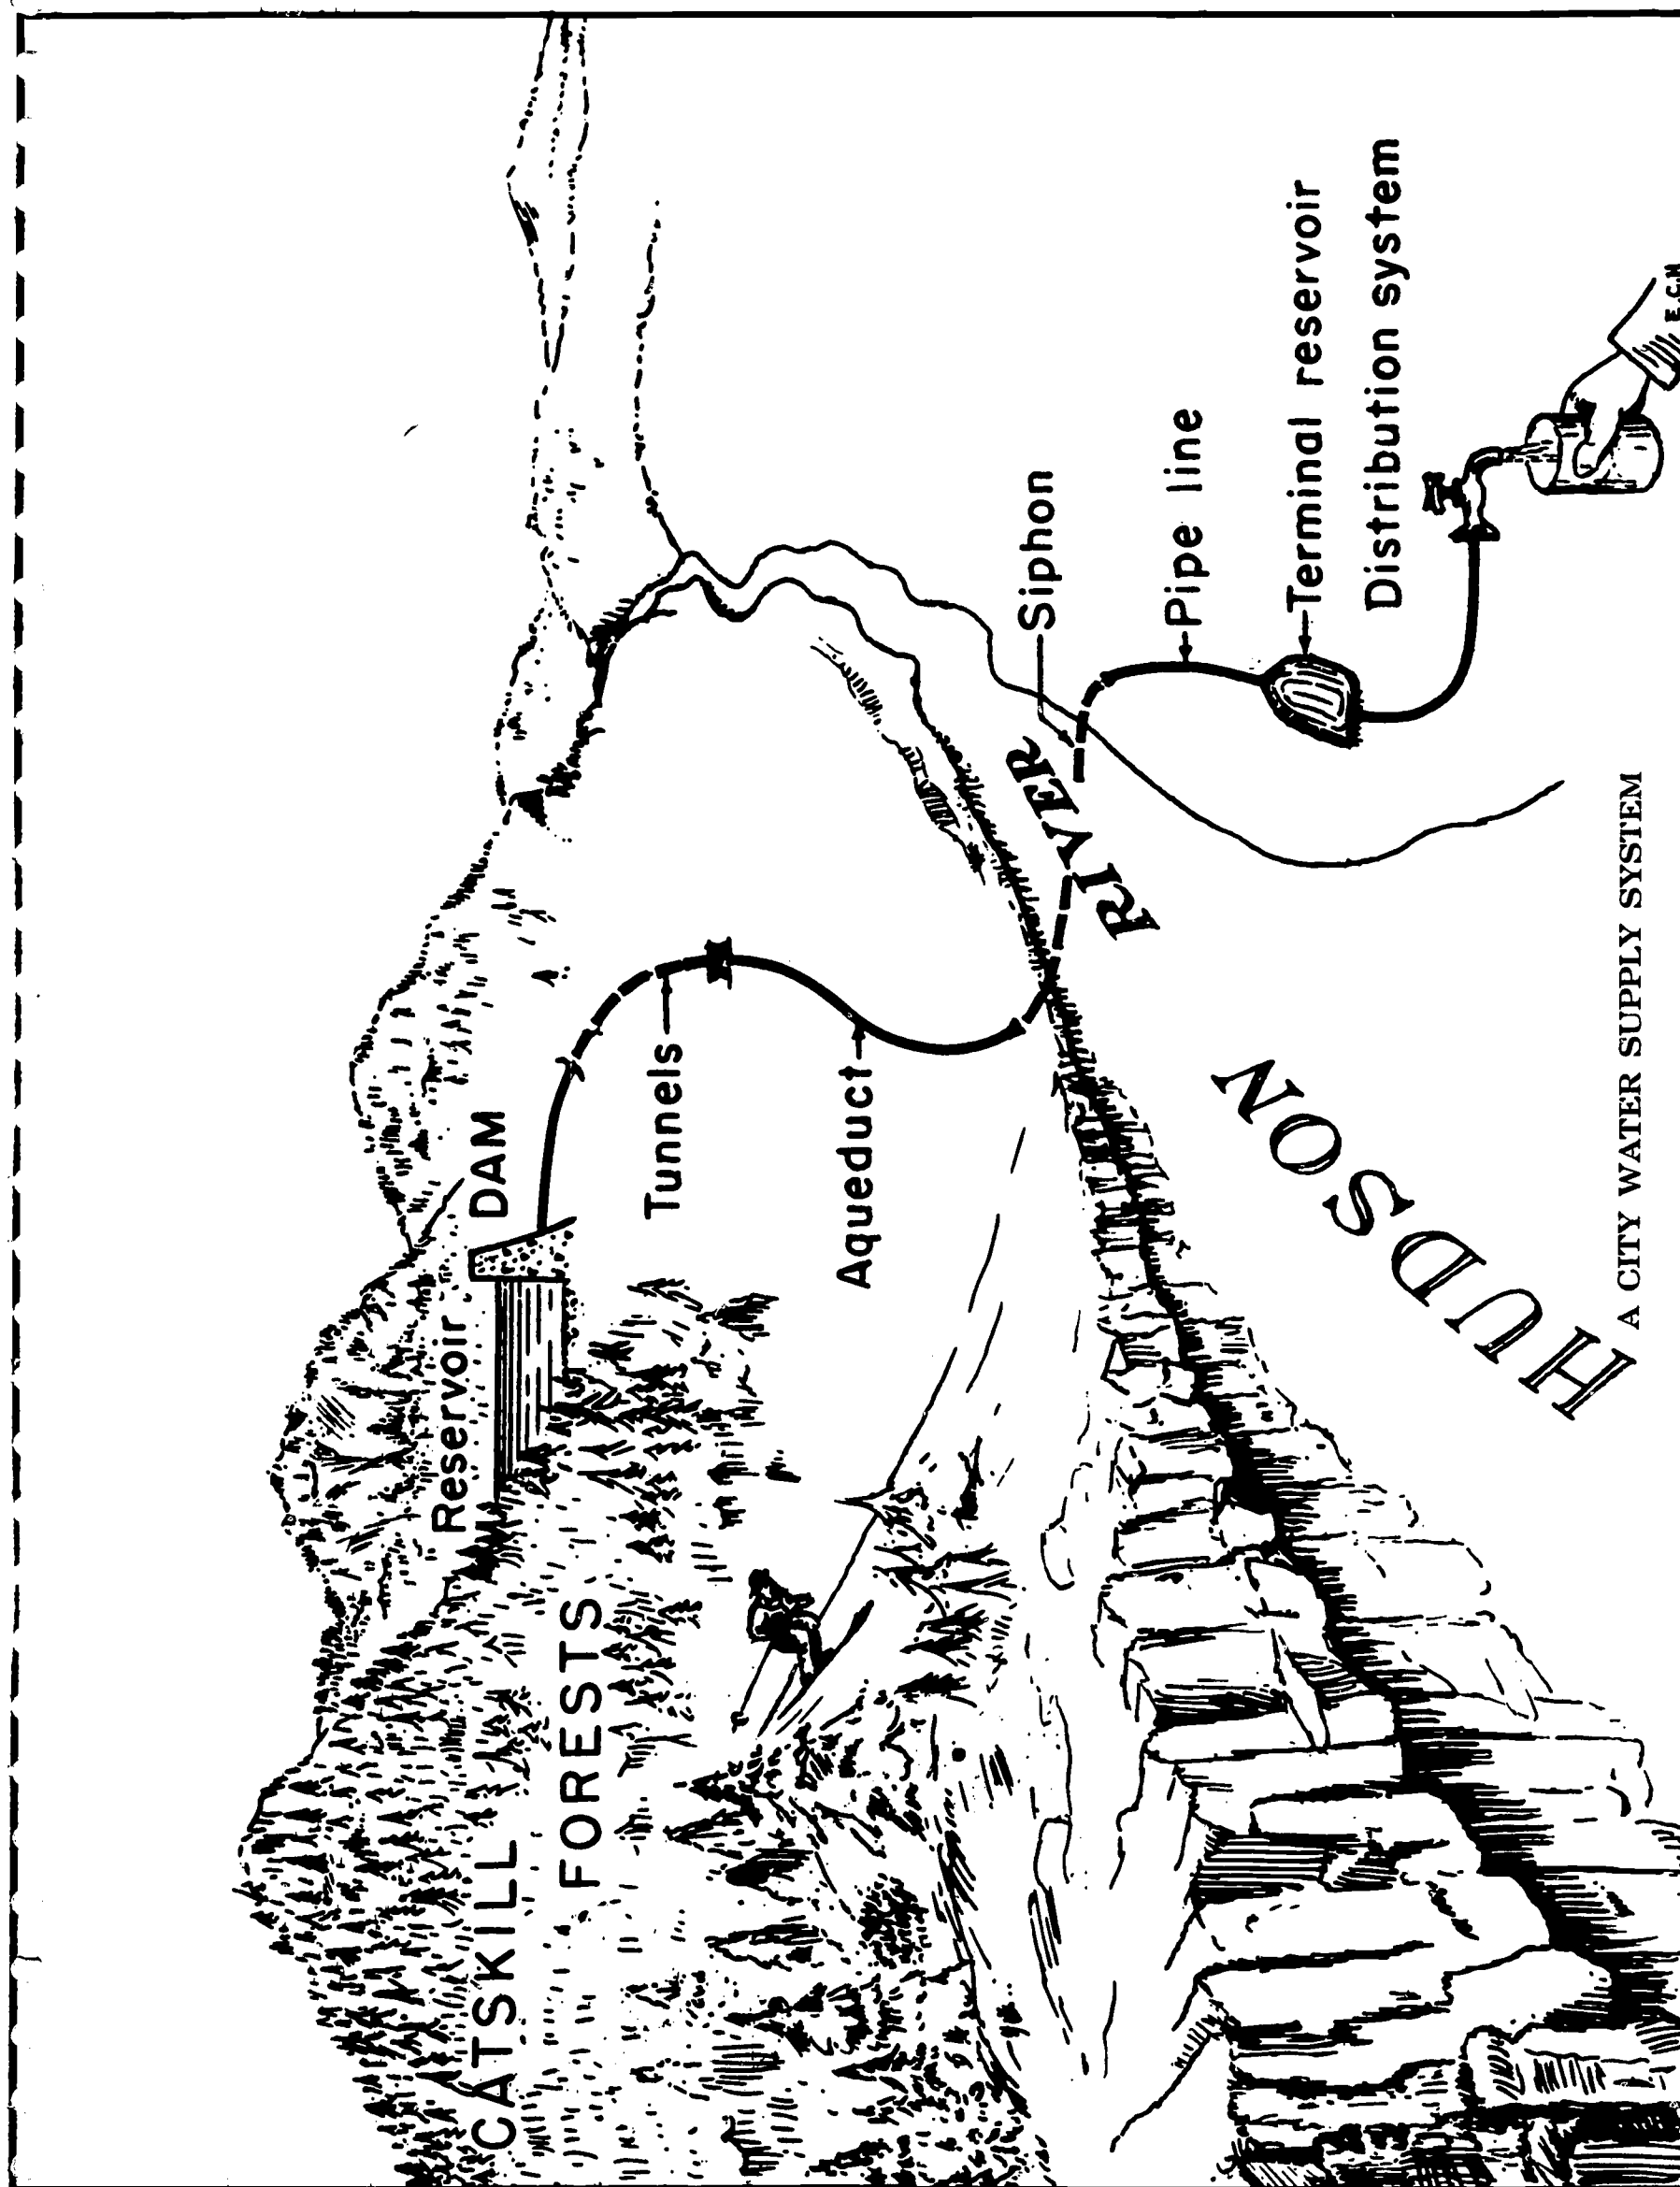 Reservoir
DAM
CATSKILL
FORESTS
Tunnels
Aqueduct
Siphon
RIVER
HUDSON
Pipe line
Terminal reservoir
Distribution system
E.C.H
A CITY WATER SUPPLY SYSTEM